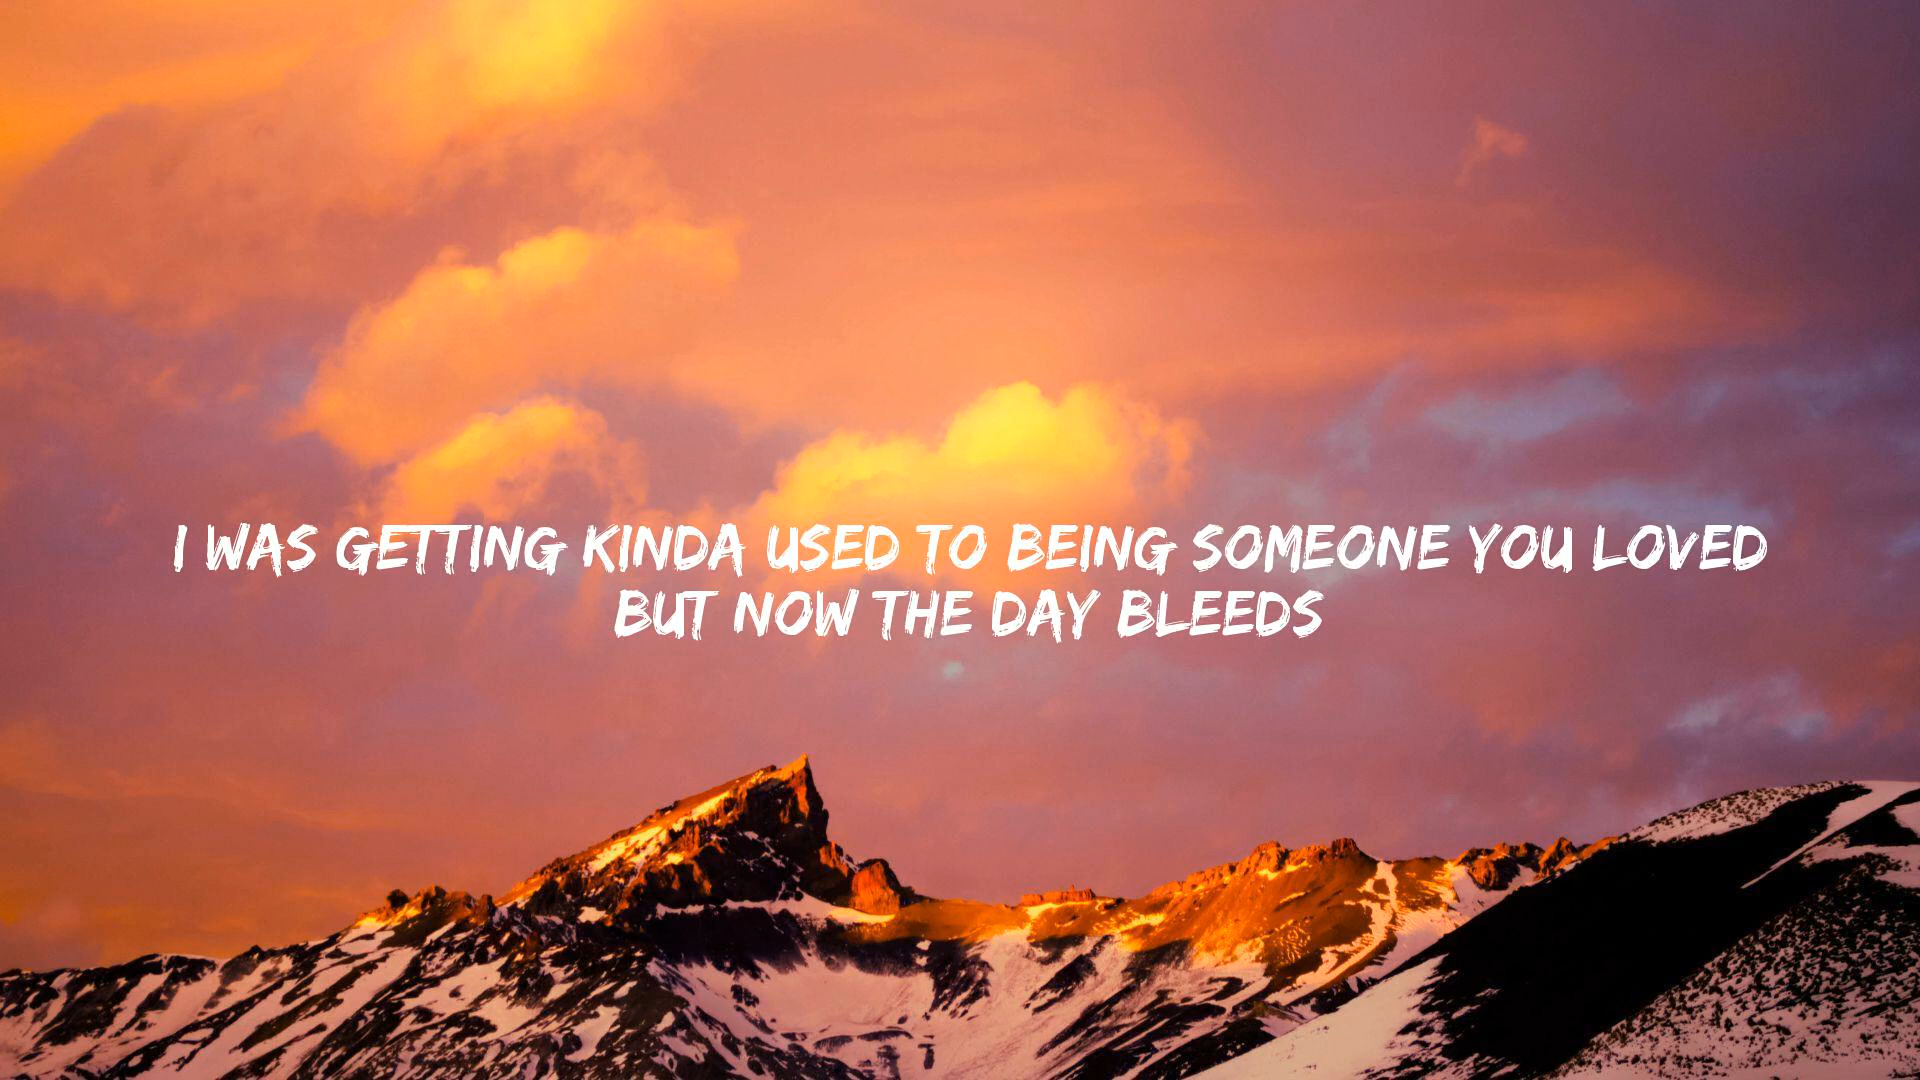 I WAS GETTING KINDA USED TO BEING SOMEONE YOU LOVED
BUT NOW THE DAY BLEEDS